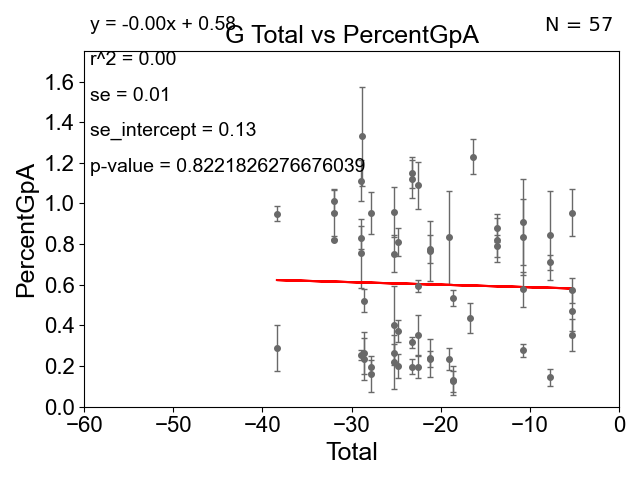 y = -0.00x + 0.58
G Total vs PercentGpA
N = 57
r^2 = 0.00
se = 0.01
se_intercept = 0.13
p-value = 0.8221826276676039
PercentGpA
1.6
1.4
1.2
1.0
0.8
0.6
0.4
0.2
0.0
−60
−50
−40
−30
−20
−10
0
Total